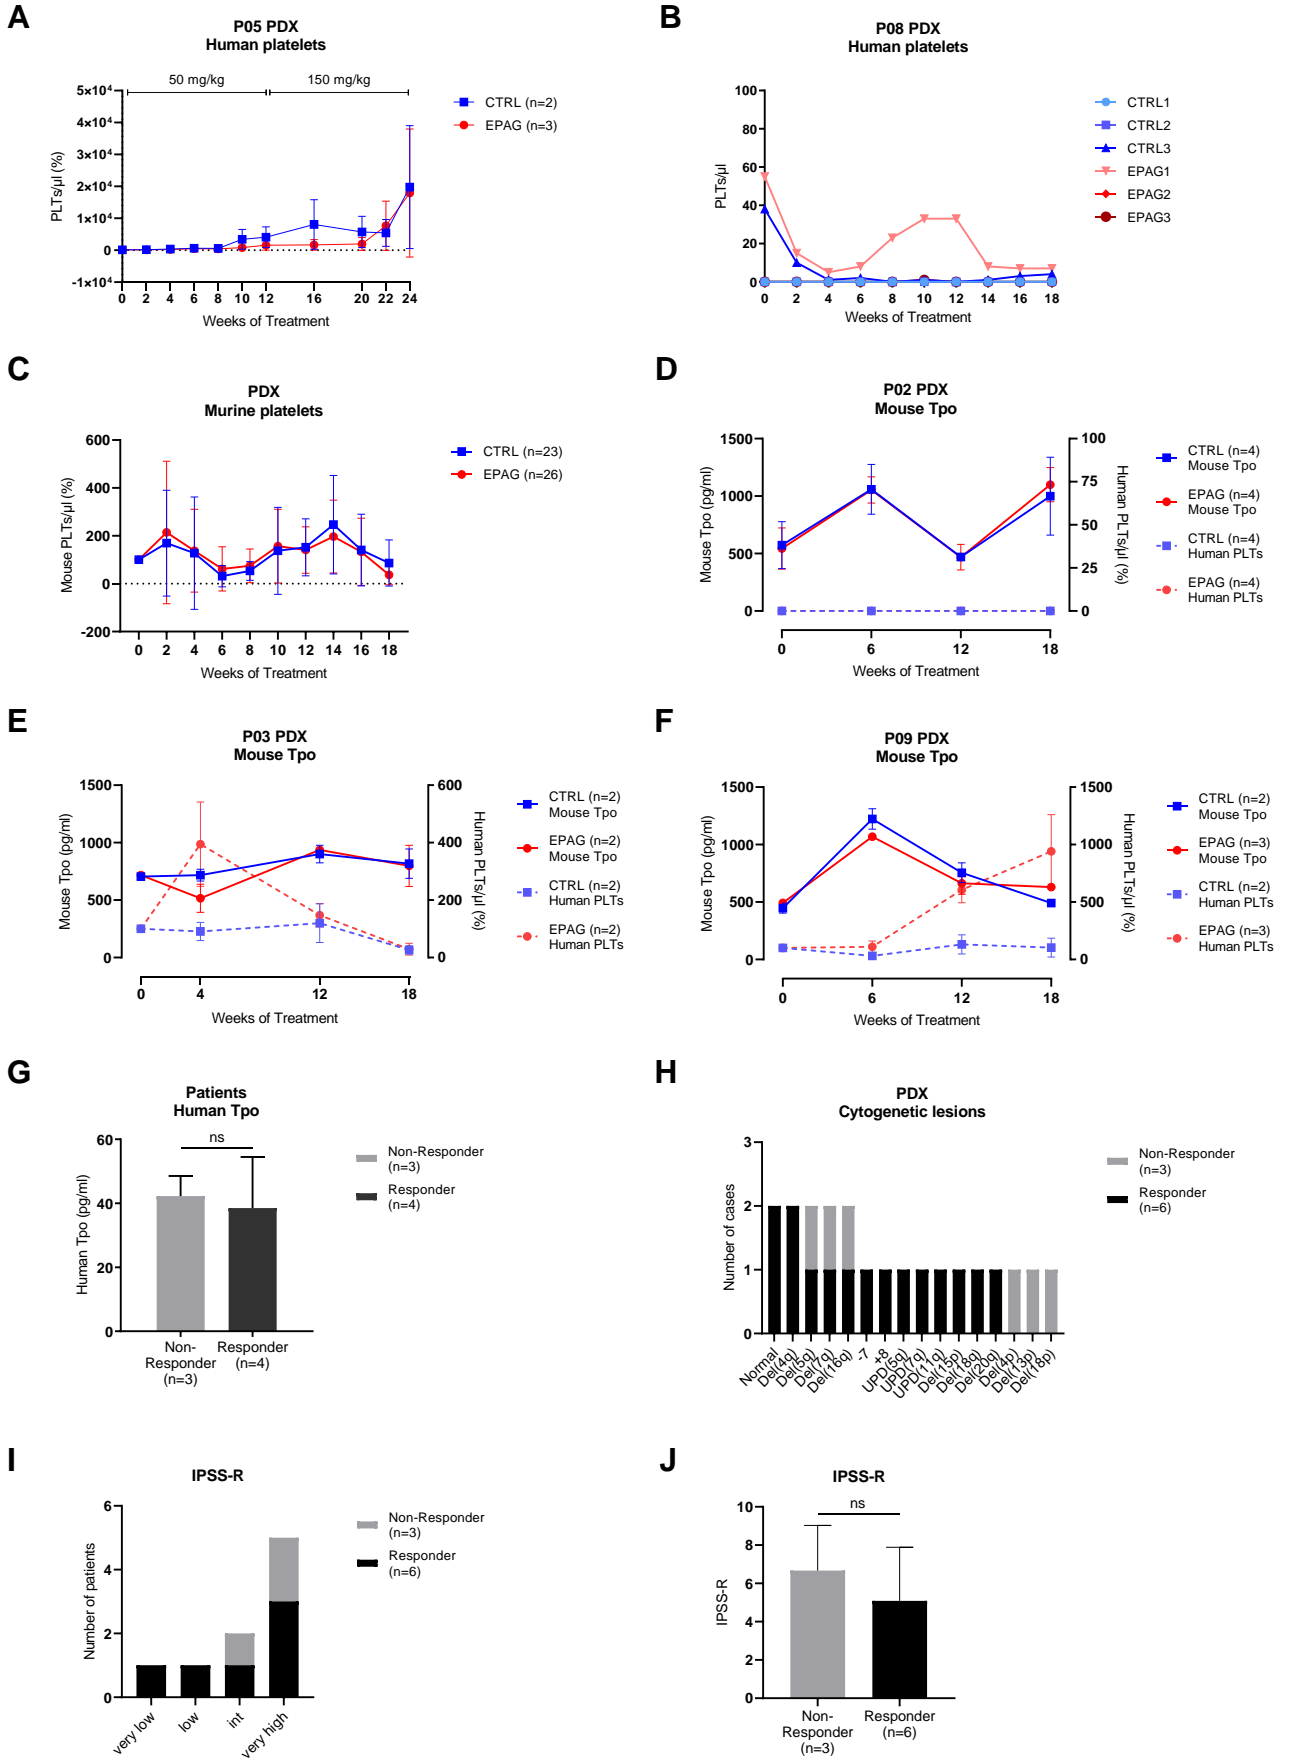 A
P05 PDX
Human platelets
50 mg/kg
150 mg/kg
5×10⁴
4×10⁴
3×10⁴
2×10⁴
1×10⁴
0
-1×10⁴
PLTs/µl (%)
0 2 4 6 8 10 12 16 20 22 24
Weeks of Treatment
CTRL (n=2)
EPAG (n=3)
B
P08 PDX
Human platelets
100
80
60
40
20
0
PLTs/µl
0 2 4 6 8 10 12 14 16 18
Weeks of Treatment
CTRL1
CTRL2
CTRL3
EPAG1
EPAG2
EPAG3
C
PDX
Murine platelets
600
400
200
0
-200
Mouse PLTs/µl (%)
0 2 4 6 8 10 12 14 16 18
Weeks of Treatment
CTRL (n=23)
EPAG (n=26)
D
P02 PDX
Mouse Tpo
1500
1000
500
0
Mouse Tpo (pg/ml)
100
75
50
25
0
Human PLTs/µl (%)
0 6 12 18
Weeks of Treatment
CTRL (n=4)
Mouse Tpo
EPAG (n=4)
Mouse Tpo
CTRL (n=4)
Human PLTs
EPAG (n=4)
Human PLTs
E
P03 PDX
Mouse Tpo
1500
1000
500
0
Mouse Tpo (pg/ml)
600
400
200
0
Human PLTs/µl (%)
0 4 12 18
Weeks of Treatment
CTRL (n=2)
Mouse Tpo
EPAG (n=2)
Mouse Tpo
CTRL (n=2)
Human PLTs
EPAG (n=2)
Human PLTs
F
P09 PDX
Mouse Tpo
1500
1000
500
0
Mouse Tpo (pg/ml)
1500
1000
500
0
Human PLTs/µl (%)
0 6 12 18
Weeks of Treatment
CTRL (n=2)
Mouse Tpo
EPAG (n=3)
Mouse Tpo
CTRL (n=2)
Human PLTs
EPAG (n=3)
Human PLTs
G
Patients
Human Tpo
ns
60
40
20
0
Human Tpo (pg/ml)
Non-
Responder
(n=3)
Responder
(n=4)
Non-Responder
(n=3)
Responder
(n=4)
H
PDX
Cytogenetic lesions
3
2
1
0
Number of cases
Normal
Del(4q)
Del(5q)
Del(7q)
Del(16q)
-7
+8
UPD(5q)
UPD(7q)
UPD(11q)
Del(15p)
Del(18q)
Del(20q)
Del(4p)
Del(13p)
Del(18p)
Non-Responder
(n=3)
Responder
(n=6)
I
IPSS-R
6
4
2
0
Number of patients
very low
low
int
very high
Non-Responder
(n=3)
Responder
(n=6)
J
IPSS-R
ns
10
8
6
4
2
0
IPSS-R
Non-
Responder
(n=3)
Responder
(n=6)